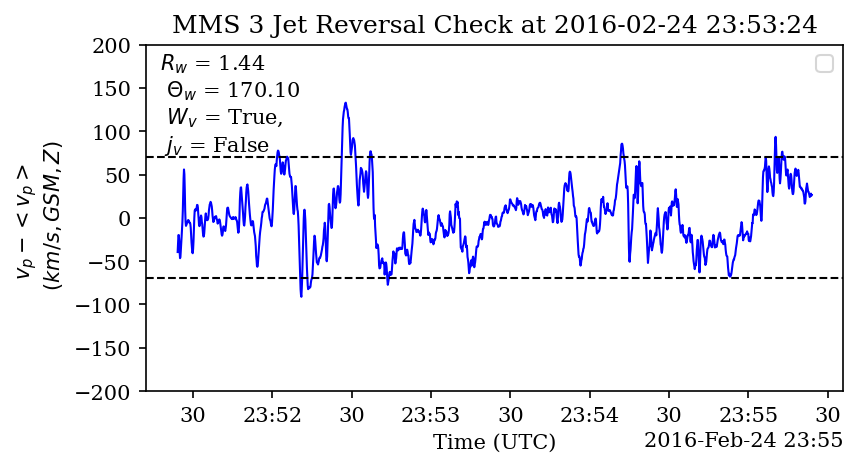 MMS 3 Jet Reversal Check at 2016-02-24 23:53:24
200
150
100
50
0
−50
−100
−150
−200
v_p − < v_p >
(km/s, GSM, Z)
R_w = 1.44
Θ_w = 170.10
W_v = True,
j_v = False
30 23:52 30 23:53 30 23:54 30 23:55 30
Time (UTC)
2016-Feb-24 23:55